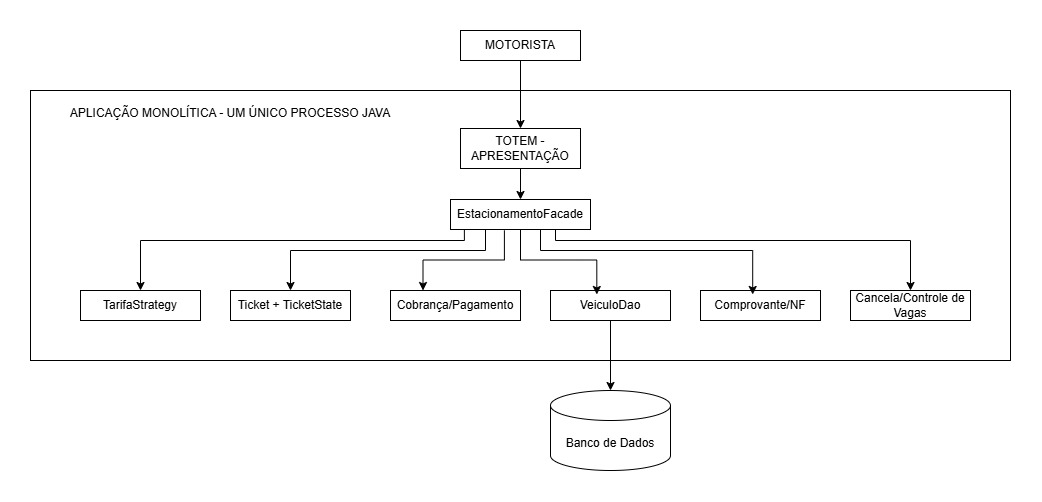 MOTORISTA
APLICAÇÃO MONOLÍTICA - UM ÚNICO PROCESSO JAVA
TOTEM -
APRESENTAÇÃO
EstacionamentoFacade
TarifaStrategy
Ticket + TicketState
Cobrança/Pagamento
VeiculoDao
Comprovante/NF
Cancela/Controle de
Vagas
Banco de Dados